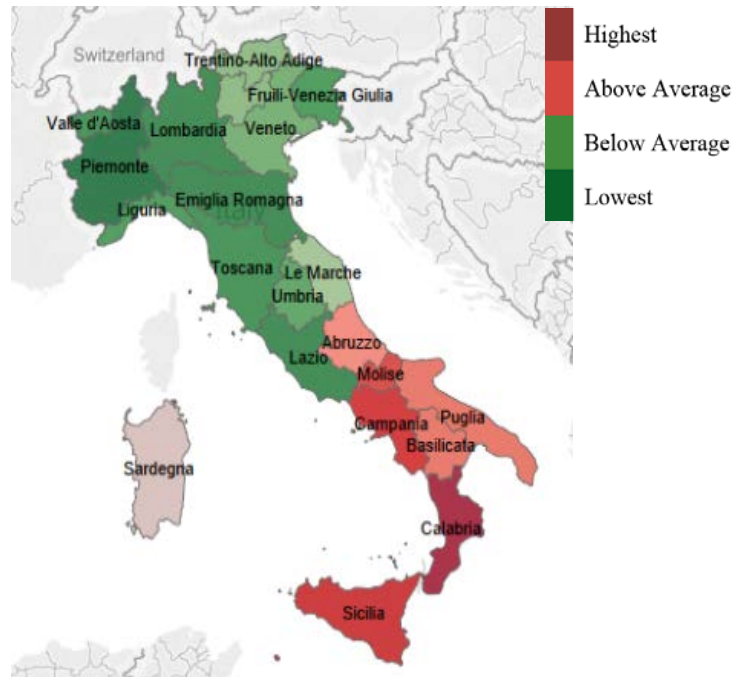 Highest
Above Average
Below Average
Lowest
Switzerland
Trentino-Alto Adige
Fruili-Venezia Giulia
Valle d'Aosta
Lombardia
Veneto
Piemonte
Emiglia Romagna
Liguria
Italy
Toscana
Le Marche
Umbria
Abruzzo
Lazio
Molise
Campania
Puglia
Basilicata
Sardegna
Calabria
Sicilia